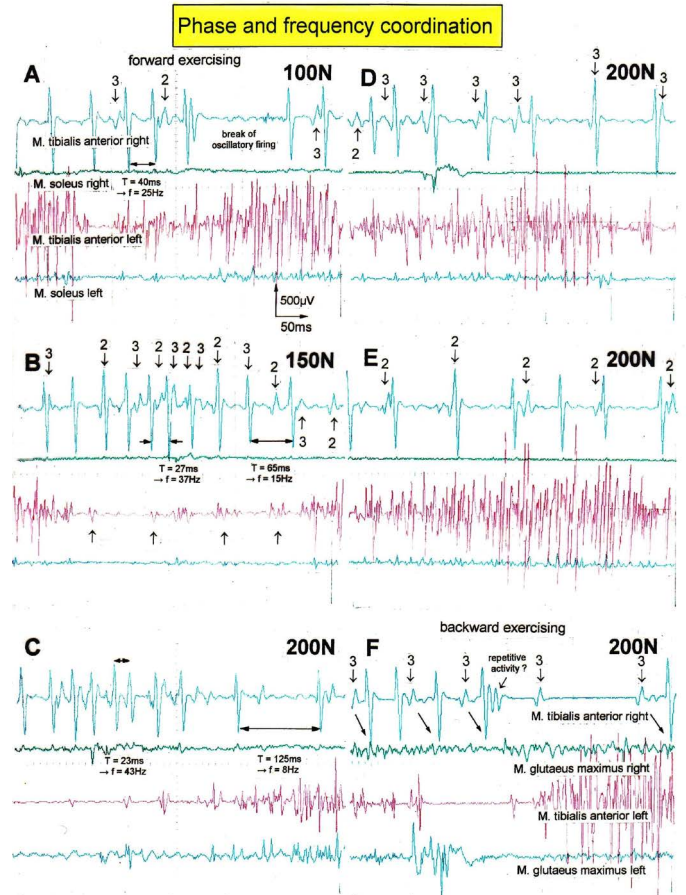 Phase and frequency coordination
A
forward exercising
100N
3
2
M. tibialis anterior right
break of
oscillatory firing
3
M. soleus right
T = 40ms
→ f = 25Hz
M. tibialis anterior left
M. soleus left
500µV
50ms
D
200N
3
3
3
3
3
3
2
B
150N
3
2
3
2
3
2
3
2
2
3
2
T = 27ms
→ f = 37Hz
T = 65ms
→ f = 15Hz
E
200N
2
2
2
2
2
C
200N
T = 23ms
→ f = 43Hz
T = 125ms
→ f = 8Hz
backward exercising
F
200N
3
3
3
repetitive
activity ?
3
3
M. tibialis anterior right
M. glutaeus maximus right
M. tibialis anterior left
M. glutaeus maximus left